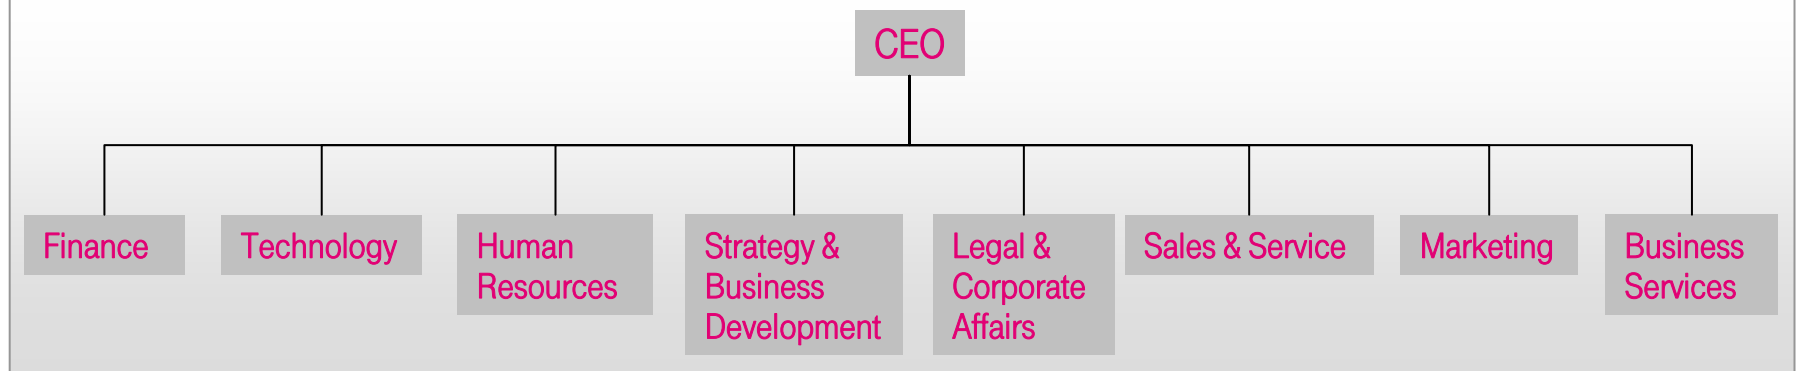 CEO
Finance
Technology
Human
Resources
Strategy &
Business
Development
Legal &
Corporate
Affairs
Sales & Service
Marketing
Business
Services